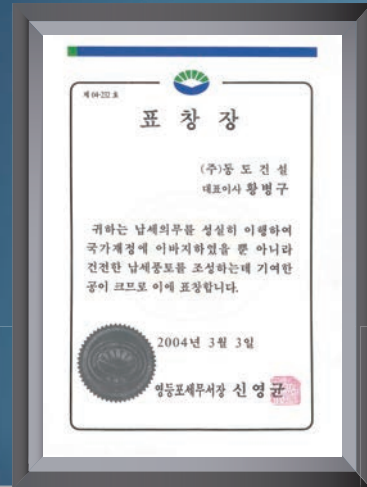 제 04-232 호
표 창 장
(주)동 도 건 설
대표이사 황 병 구
귀하는 납세의무를 성실히 이행하여
국가재정에 이바지하였을 뿐 아니라
건전한 납세풍토를 조성하는데 기여한
공이 크므로 이에 표창합니다.
2004년 3월 3일
영등포세무서장 신 영 균